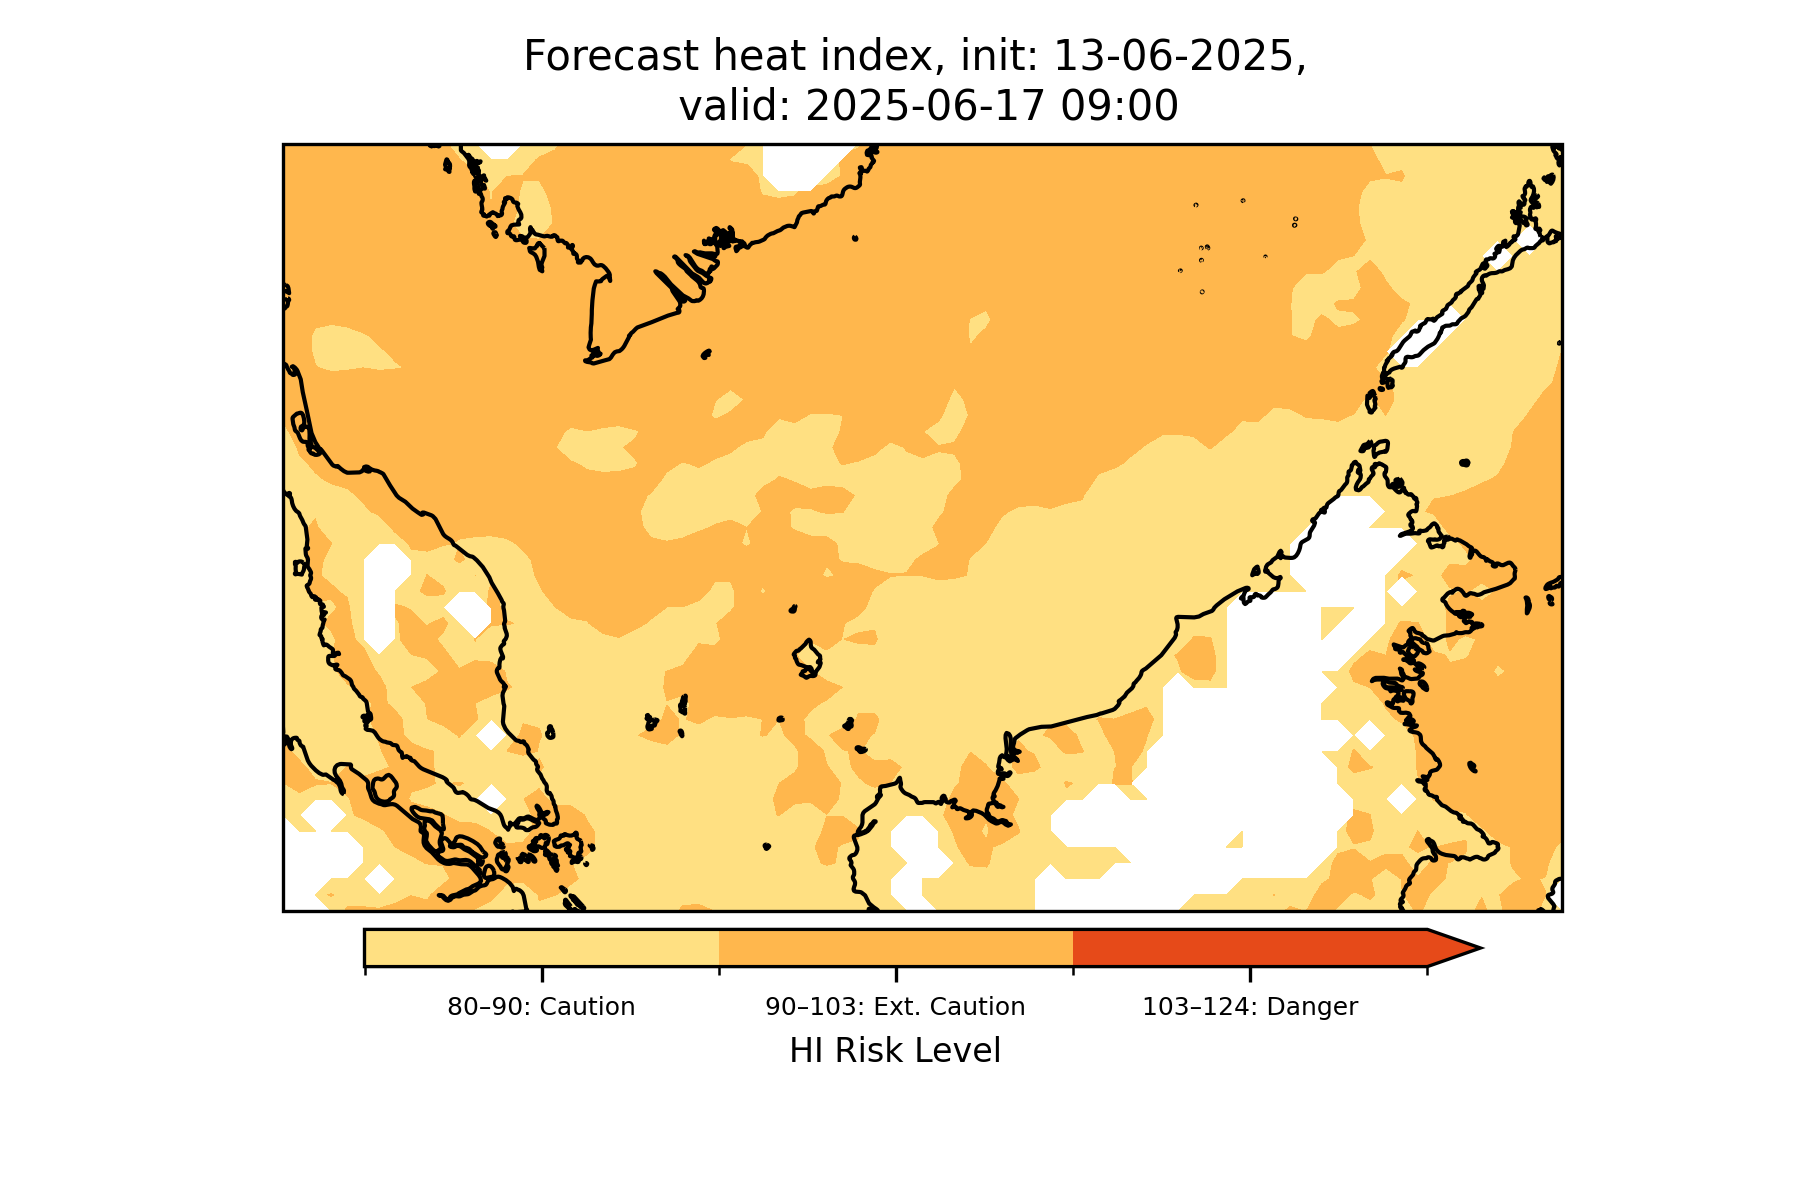 Forecast heat index, init: 13-06-2025,
valid: 2025-06-17 09:00
80–90: Caution
90–103: Ext. Caution
103–124: Danger
HI Risk Level